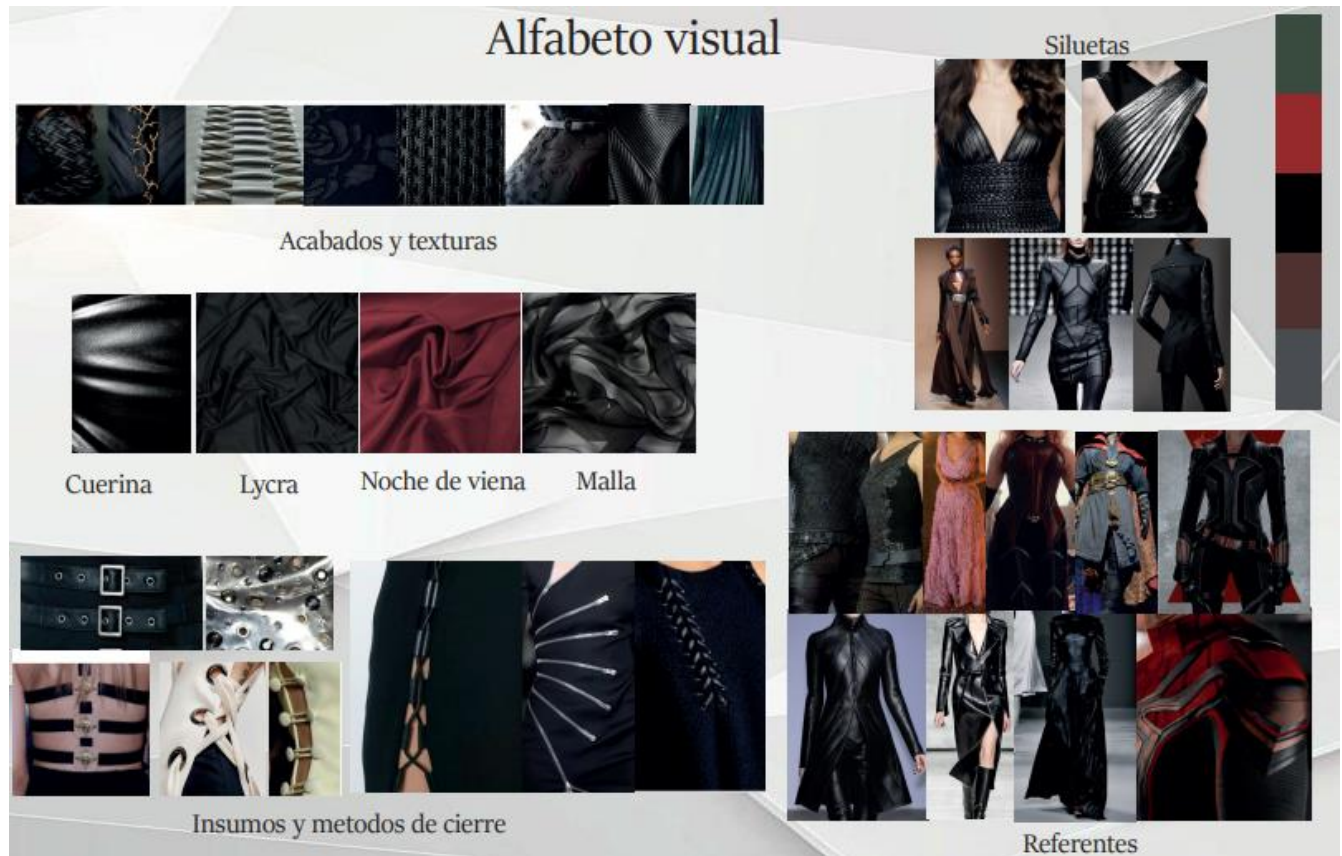 Alfabeto visual
Siluetas
Acabados y texturas
Cuerina
Lycra
Noche de viena
Malla
Insumos y metodos de cierre
Referentes